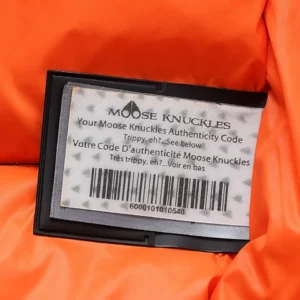 MOOSE KNUCKLES
Your Moose Knuckles Authenticity Code
Trippy, eh?...See below
Votre Code D'authenticité Moose Knuckles
Très trippy, eh?...Voir en bas
6000101010540